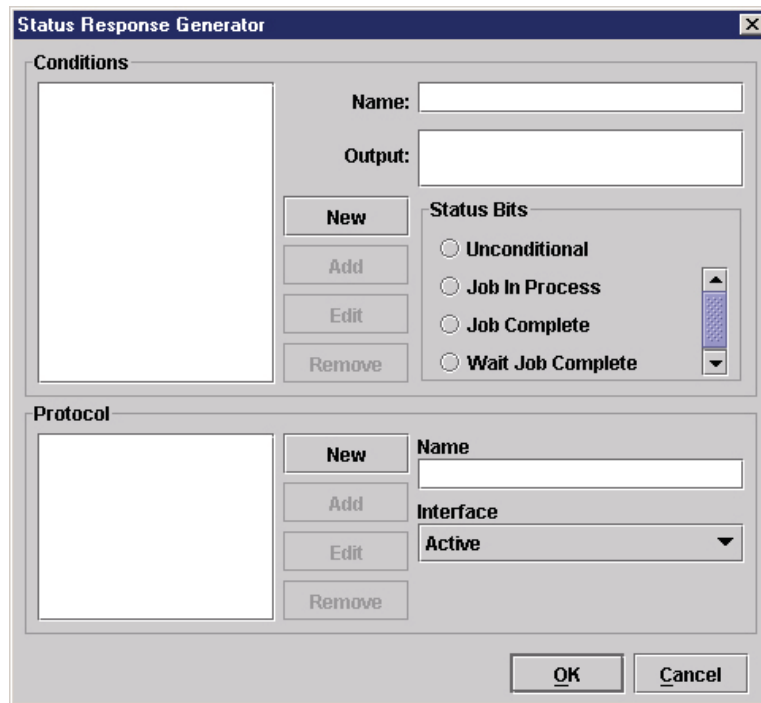 Status Response Generator
Conditions
Name:
Output:
New
Add
Edit
Remove
Status Bits
Unconditional
Job In Process
Job Complete
Wait Job Complete
Protocol
New
Add
Edit
Remove
Name
Interface
Active
OK
Cancel